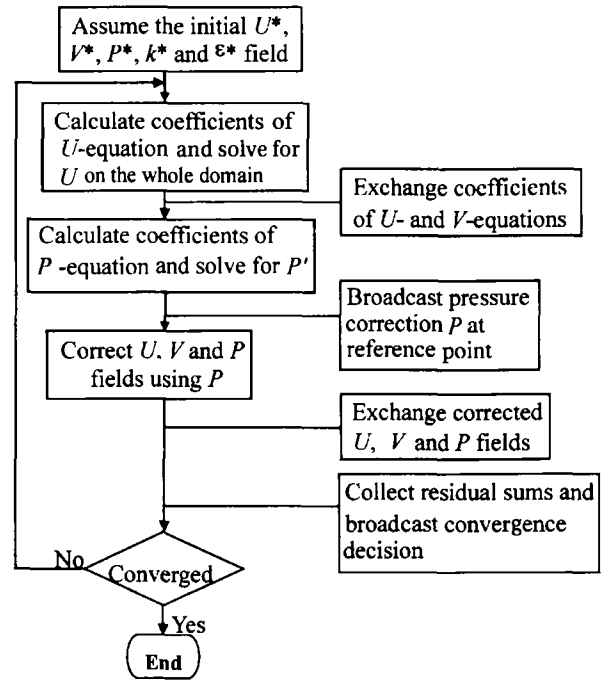 Assume the initial U*,
V*, P*, k* and ε* field
Calculate coefficients of
U-equation and solve for
U on the whole domain
Exchange coefficients
of U- and V-equations
Calculate coefficients of
P -equation and solve for P'
Broadcast pressure
correction P at
reference point
Correct U. V and P
fields using P
Exchange corrected
U, V and P fields
Collect residual sums and
broadcast convergence
decision
No
Converged
Yes
End